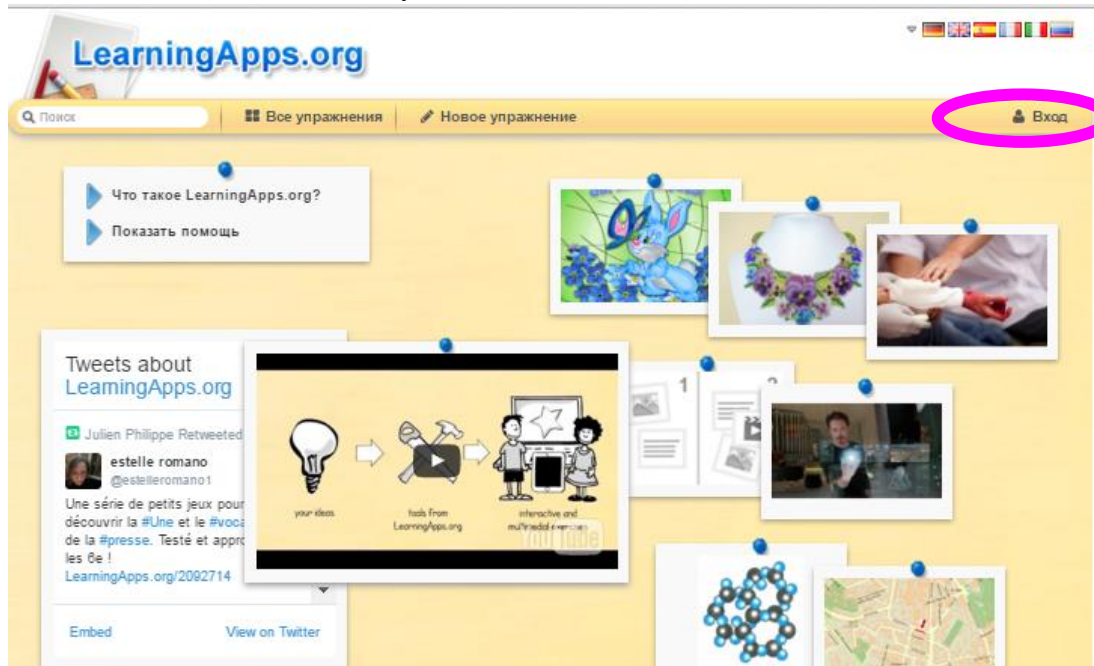 LearningApps.org
Поиск
Все упражнения
Новое упражнение
Вход
Что такое LearningApps.org?
Показать помощь
Tweets about
LearningApps.org
Julien Philippe Retweeted
estelle romano
@estelleromano1
Une série de petits jeux pour
découvrir la #Une et le
de la #presse. Testé et
les 6e !
LearningApps.org/2092714
Embed
View on Twitter
your ideas
tools from
LearningApps.org
interactive and
multimedial exercises
YouTube
1
2